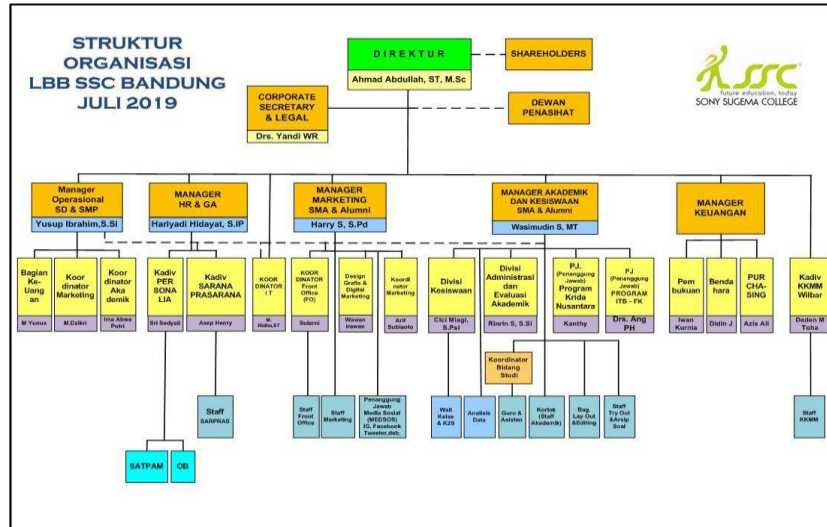 STRUKTUR
ORGANISASI
LBB SSC BANDUNG
JULI 2019
DIREKTUR
Ahmad Abdullah, ST, M.Sc
SHAREHOLDERS
CORPORATE
SECRETARY
& LEGAL
Drs. Yandi WR
DEWAN
PENASIHAT
SSC
future education, today
SONY SUGEMA COLLEGE
Manager
Operasional
SD & SMP
Yusup Ibrahim,S.Si
MANAGER
HR & GA
Hariyadi Hidayat, S.IP
MANAGER
MARKETING
SMA & Alumni
Harry S, S.Pd
MANAGER AKADEMIK
DAN KESISWAAN
SMA & Alumni
Wasimudin S, MT
MANAGER
KEUANGAN
Bagian
Ke-
Uang
an
M Yunus
Koor
dinator
Marketing
M.Dzikri
Koor
dinator
Aka
demik
Ima Abwa
Putri
Kadiv
PER
SONA
LIA
Sri Sedyati
Kadiv
SARANA
PRASARANA
Asep Henry
KOOR
DINATOR
I T
M.
Ridho,ST
KOOR
DINATOR
Front
Office
(FO)
Sularni
Design
Grafis &
Digital
Marketing
Wawan
Irawan
Koordi
nator
Marketing
Arif
Subianto
Divisi
Kesiswaan
Cici Miagi,
S.Psi
Divisi
Administrasi
dan
Evaluasi
Akademik
Rinrin S, S.Si
PJ.
(Penanggung
Jawab)
Program
Krida
Nusantara
Kanthy
PJ
(Penanggung
Jawab)
PROGRAM
ITB - FK
Drs. Ang
PH
Pem
bukuan
Iwan
Kurnia
Benda
hara
Didin J
PUR
CHA-
SING
Azis Ali
Kadiv
KKMM
Wilbar
Deden M
Toha
Koordinator
Bidang
Studi
Staff
SARPRAS
Staff
Front
Office
Staff
Marketing
Penanggung
Jawab
Media Sosial
(MEDSOS)
IG, Facebook
Tweeter,dsb.
Wali
Kelas
& K2S
Analisis
Data
Guru &
Asisten
Kortak
(Staff
Akademik)
Bag.
Lay Out
&Editing
Staff
Try Out
&Arsip
Soal
Staff
KKMM
SATPAM
OB